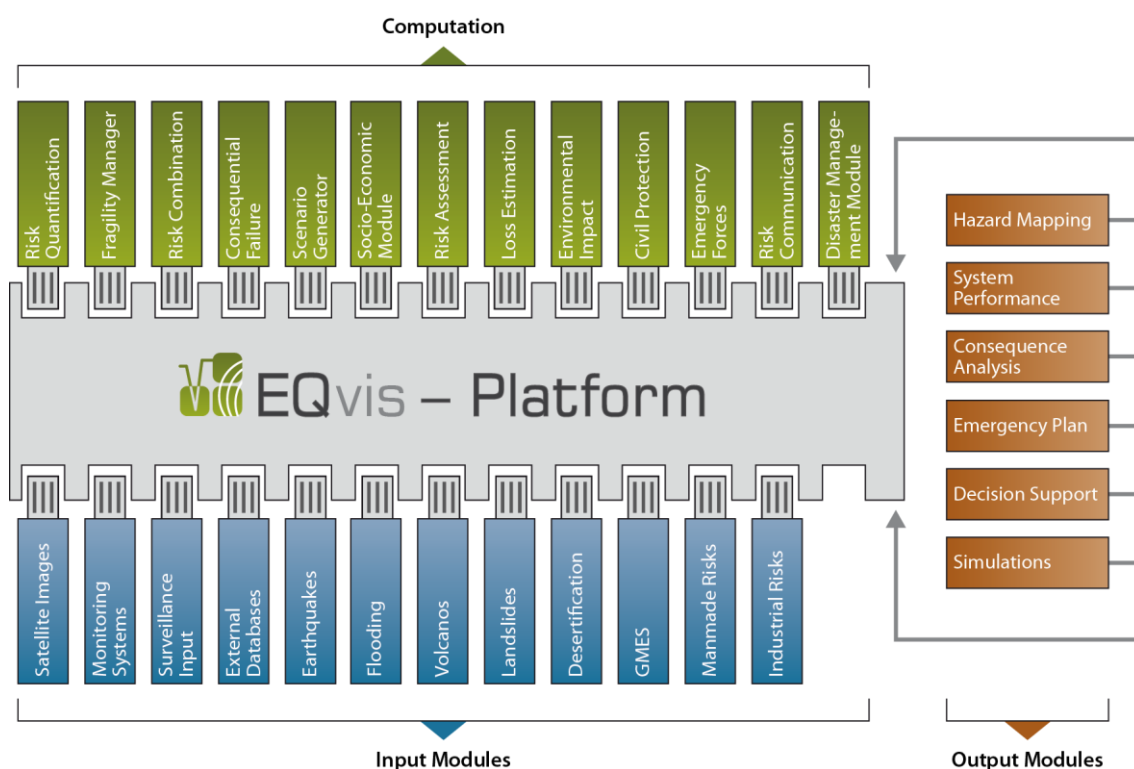 Computation
Risk
Quantification
Fragility Manager
Risk Combination
Consequential
Failure
Scenario
Generator
Socio-Economic
Module
Risk Assessment
Loss Estimation
Environmental
Impact
Civil Protection
Emergency
Forces
Risk
Communication
Disaster Manage-
ment Module
EQvis – Platform
Satellite Images
Monitoring
Systems
Surveillance
Input
External
Databases
Earthquakes
Flooding
Volcanos
Landslides
Desertification
GMES
Manmade Risks
Industrial Risks
Input Modules
Hazard Mapping
System
Performance
Consequence
Analysis
Emergency Plan
Decision Support
Simulations
Output Modules